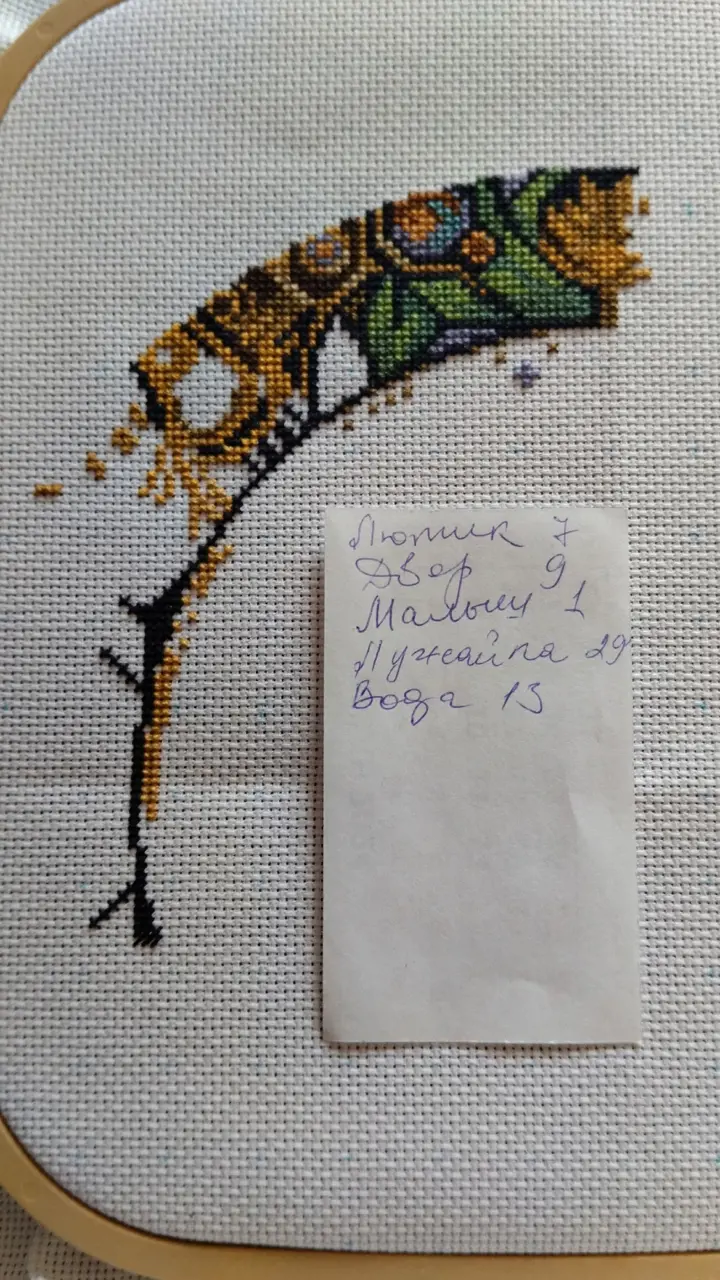 Лютик 7
Двор 9
Малыш 1
Лужайка 29
Вода 13